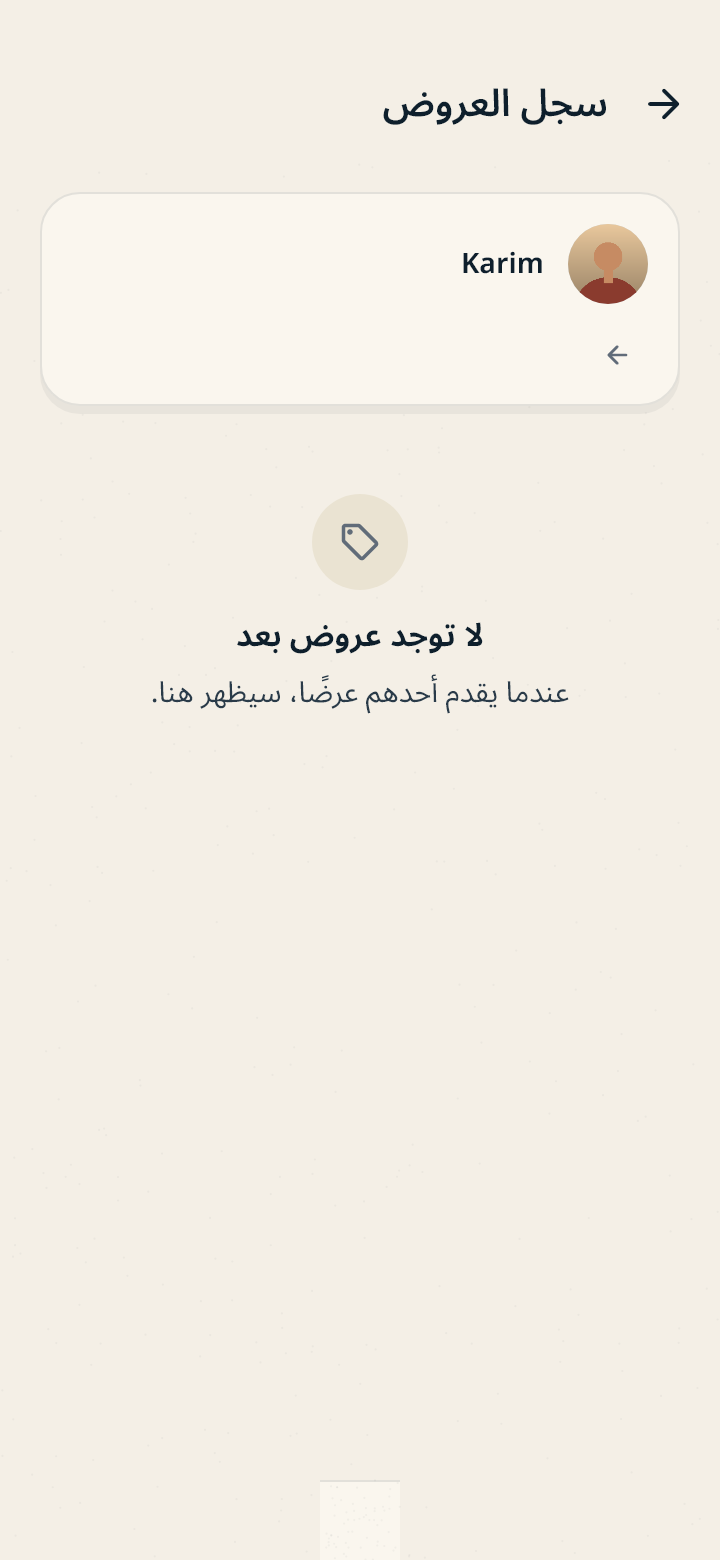 سجل العروض
Karim
لا توجد عروض بعد
عندما يقدم أحدهم عرضًا، سيظهر هنا.